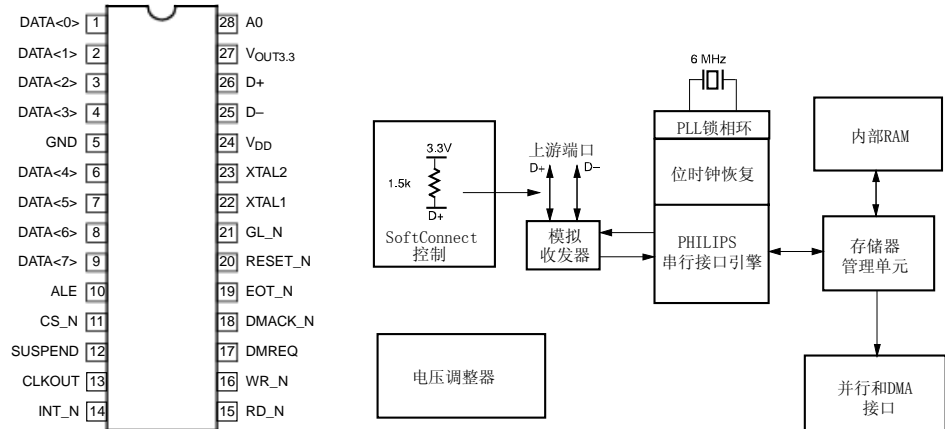 DATA<0> 1 28 A0
DATA<1> 2 27 VOUT3.3
DATA<2> 3 26 D+
DATA<3> 4 25 D−
GND 5 24 VDD
DATA<4> 6 23 XTAL2
DATA<5> 7 22 XTAL1
DATA<6> 8 21 GL_N
DATA<7> 9 20 RESET_N
ALE 10 19 EOT_N
CS_N 11 18 DMACK_N
SUSPEND 12 17 DMREQ
CLKOUT 13 16 WR_N
INT_N 14 15 RD_N
3.3V
1.5k
D+
SoftConnect
控制
上游端口
D+ D−
模拟
收发器
6 MHz
PLL锁相环
位时钟恢复
PHILIPS
串行接口引擎
内部RAM
存储器
管理单元
并行和DMA
接口
电压调整器